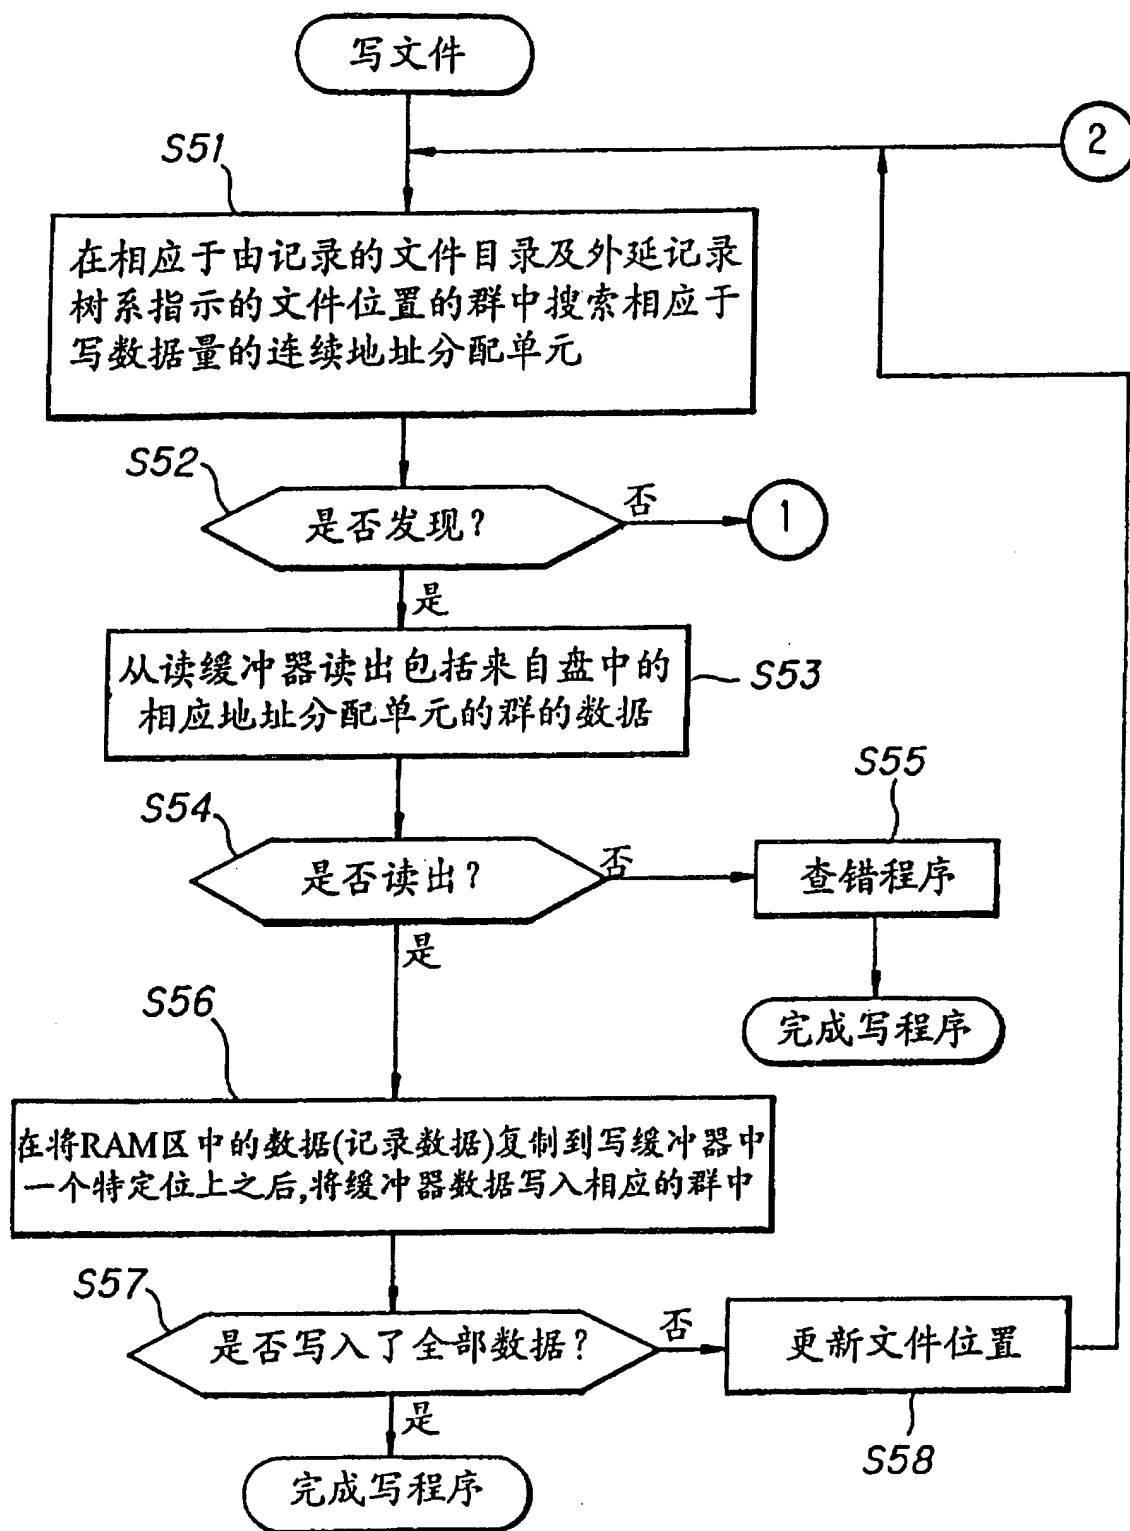 写文件
2
S51
在相应于由记录的文件目录及外延记录
树系指示的文件位置的群中搜索相应于
写数据量的连续地址分配单元
S52
是否发现?
否
1
是
从读缓冲器读出包括来自盘中的
相应地址分配单元的群的数据
S53
S54
是否读出?
否
S55
查错程序
完成写程序
是
S56
在将RAM区中的数据(记录数据)复制到写缓冲器中
一个特定位上之后,将缓冲器数据写入相应的群中
S57
是否写入了全部数据?
否
更新文件位置
S58
是
完成写程序